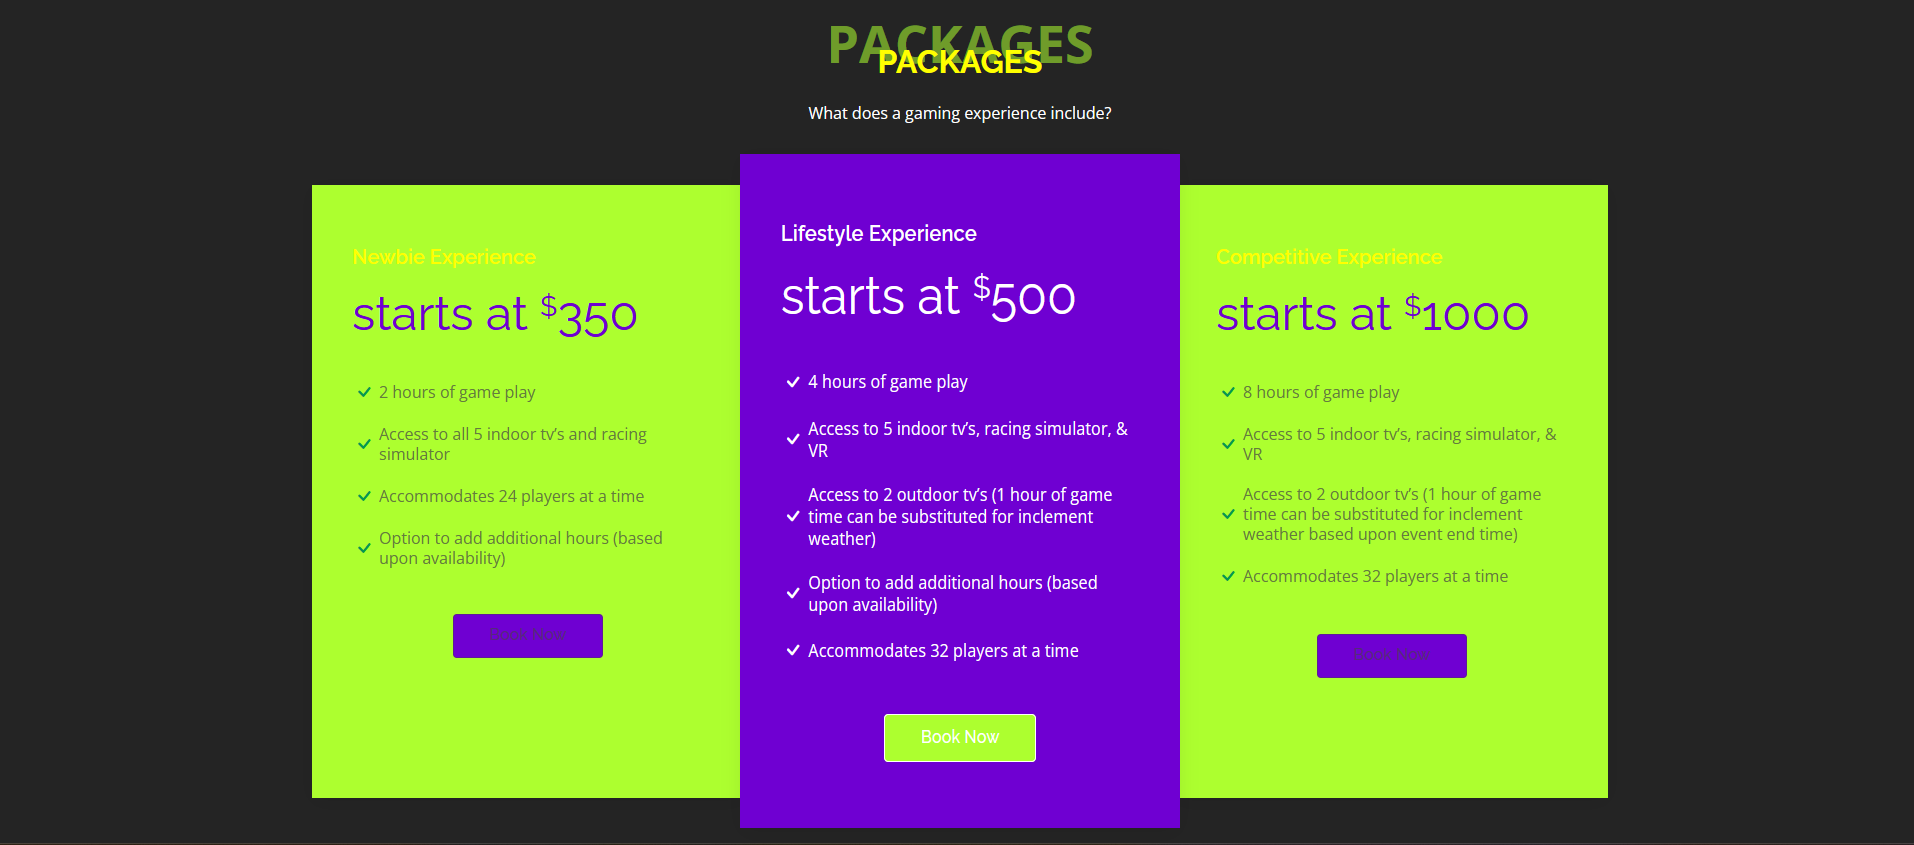 PACKAGES
PACKAGES
What does a gaming experience include?
Newbie Experience
starts at $350
2 hours of game play
Access to all 5 indoor tv’s and racing
simulator
Accommodates 24 players at a time
Option to add additional hours (based
upon availability)
Book Now
Lifestyle Experience
starts at $500
4 hours of game play
Access to 5 indoor tv’s, racing simulator, &
VR
Access to 2 outdoor tv’s (1 hour of game
time can be substituted for inclement
weather)
Option to add additional hours (based
upon availability)
Accommodates 32 players at a time
Book Now
Competitive Experience
starts at $1000
8 hours of game play
Access to 5 indoor tv’s, racing simulator, &
VR
Access to 2 outdoor tv’s (1 hour of game
time can be substituted for inclement
weather based upon event end time)
Accommodates 32 players at a time
Book Now